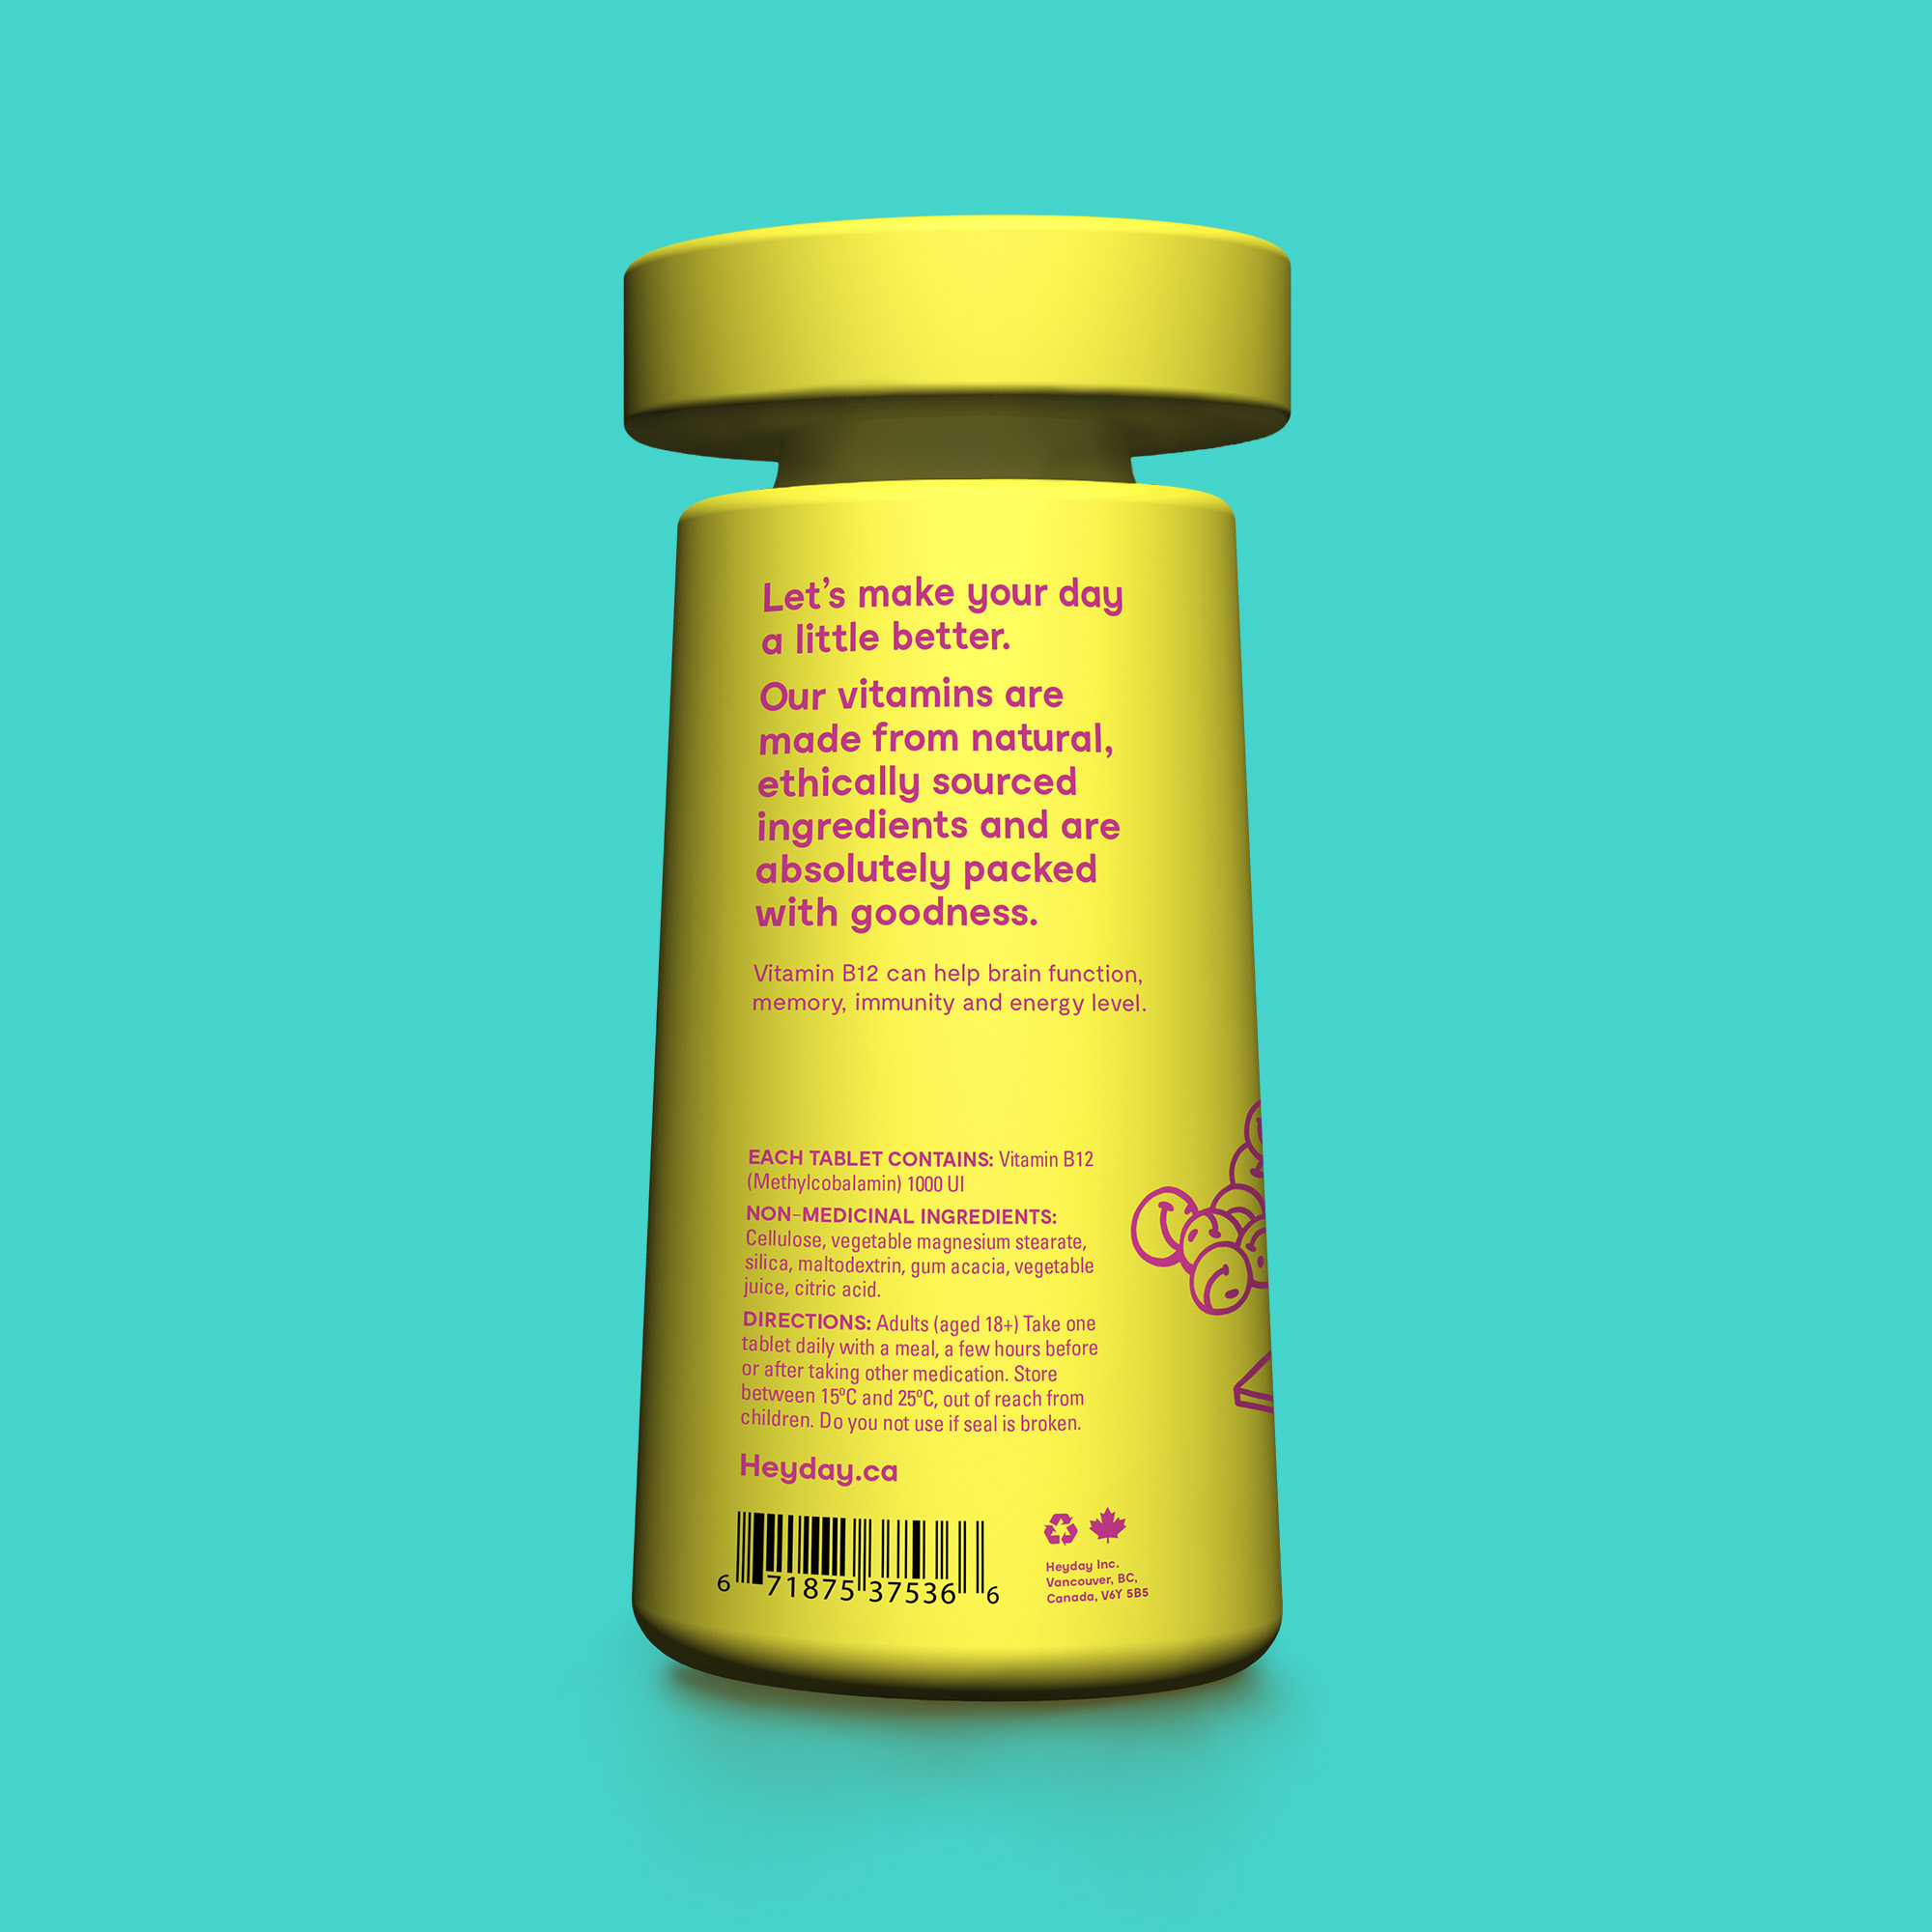 Let’s make your day
a little better.
Our vitamins are
made from natural,
ethically sourced
ingredients and are
absolutely packed
with goodness.
Vitamin B12 can help brain function,
memory, immunity and energy level.
EACH TABLET CONTAINS: Vitamin B12
(Methylcobalamin) 1000 UI
NON-MEDICINAL INGREDIENTS:
Cellulose, vegetable magnesium stearate,
silica, maltodextrin, gum acacia, vegetable
juice, citric acid.
DIRECTIONS: Adults (aged 18+) Take one
tablet daily with a meal, a few hours before
or after taking other medication. Store
between 15ºC and 25ºC, out of reach from
children. Do you not use if seal is broken.
Heyday.ca
6 71875 37536 6
Heyday Inc.
Vancouver, BC,
Canada, V6Y 5B5